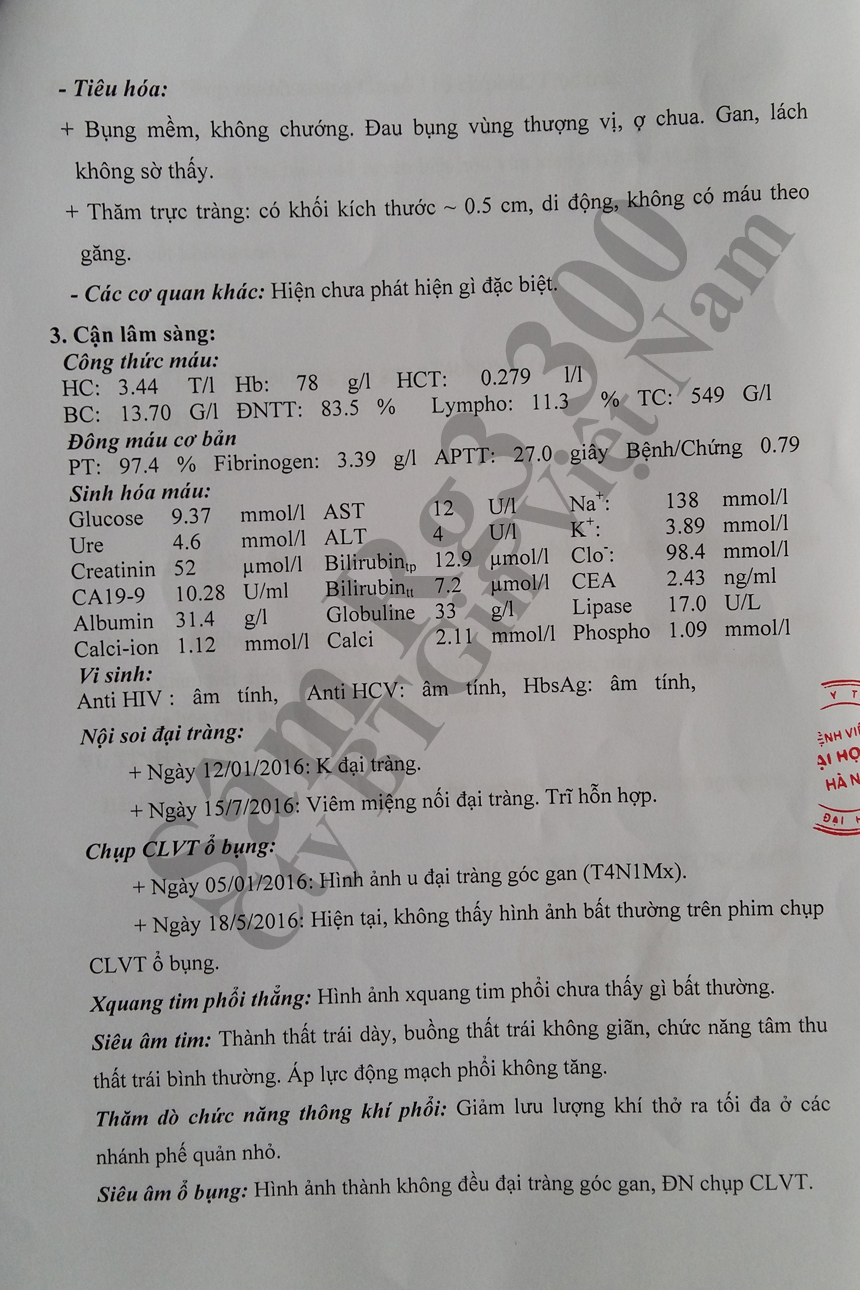 - Tiêu hóa:
+ Bụng mềm, không chướng. Đau bụng vùng thượng vị, ợ chua. Gan, lách
không sờ thấy.
+ Thăm trực tràng: có khối kích thước ~ 0.5 cm, di động, không có máu theo
găng.
- Các cơ quan khác: Hiện chưa phát hiện gì đặc biệt.
3. Cận lâm sàng:
Công thức máu:
HC: 3.44 T/l Hb: 78 g/l HCT: 0.279 l/l
BC: 13.70 G/l ĐNTT: 83.5 % Lympho: 11.3 % TC: 549 G/l
Đông máu cơ bản
PT: 97.4 % Fibrinogen: 3.39 g/l APTT: 27.0 giây Bệnh/Chứng 0.79
Sinh hóa máu:
Glucose 9.37 mmol/l AST 12 U/l Na+: 138 mmol/l
Ure 4.6 mmol/l ALT 4 U/l K+: 3.89 mmol/l
Creatinin 52 µmol/l Bilirubintp 12.9 µmol/l Clo-: 98.4 mmol/l
CA19-9 10.28 U/ml Bilirubintt 7.2 µmol/l CEA 2.43 ng/ml
Albumin 31.4 g/l Globuline 33 g/l Lipase 17.0 U/L
Calci-ion 1.12 mmol/l Calci 2.11 mmol/l Phospho 1.09 mmol/l
Vi sinh:
Anti HIV : âm tính, Anti HCV: âm tính, HbsAg: âm tính,
Nội soi đại tràng:
+ Ngày 12/01/2016: K đại tràng.
+ Ngày 15/7/2016: Viêm miệng nối đại tràng. Trĩ hỗn hợp.
Chụp CLVT ổ bụng:
+ Ngày 05/01/2016: Hình ảnh u đại tràng góc gan (T4N1Mx).
+ Ngày 18/5/2016: Hiện tại, không thấy hình ảnh bất thường trên phim chụp
CLVT ổ bụng.
Xquang tim phổi thẳng: Hình ảnh xquang tim phổi chưa thấy gì bất thường.
Siêu âm tim: Thành thất trái dày, buồng thất trái không giãn, chức năng tâm thu
thất trái bình thường. Áp lực động mạch phổi không tăng.
Thăm dò chức năng thông khí phổi: Giảm lưu lượng khí thở ra tối đa ở các
nhánh phế quản nhỏ.
Siêu âm ổ bụng: Hình ảnh thành không đều đại tràng góc gan, ĐN chụp CLVT.
Sâm Rg3 300
Cty BTGinViệt Nam
Y T
ỆNH VIỆ
ẠI HỌ
HÀ N
ĐẠI H